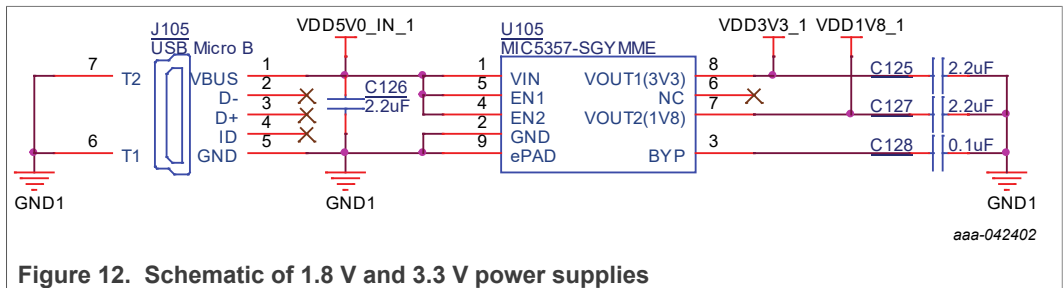 J105
USB Micro B
7 T2
6 T1
VBUS 1
D- 2
D+ 3
ID 4
GND 5
GND1
VDD5V0_IN_1
C126
2.2uF
GND1
U105
MIC5357-SGYMME
1 VIN
5 EN1
4 EN2
2 GND
9 ePAD
VOUT1(3V3) 8
NC 6
VOUT2(1V8) 7
BYP 3
VDD3V3_1 VDD1V8_1
C125 2.2uF
C127 2.2uF
C128 0.1uF
GND1
aaa-042402
Figure 12. Schematic of 1.8 V and 3.3 V power supplies